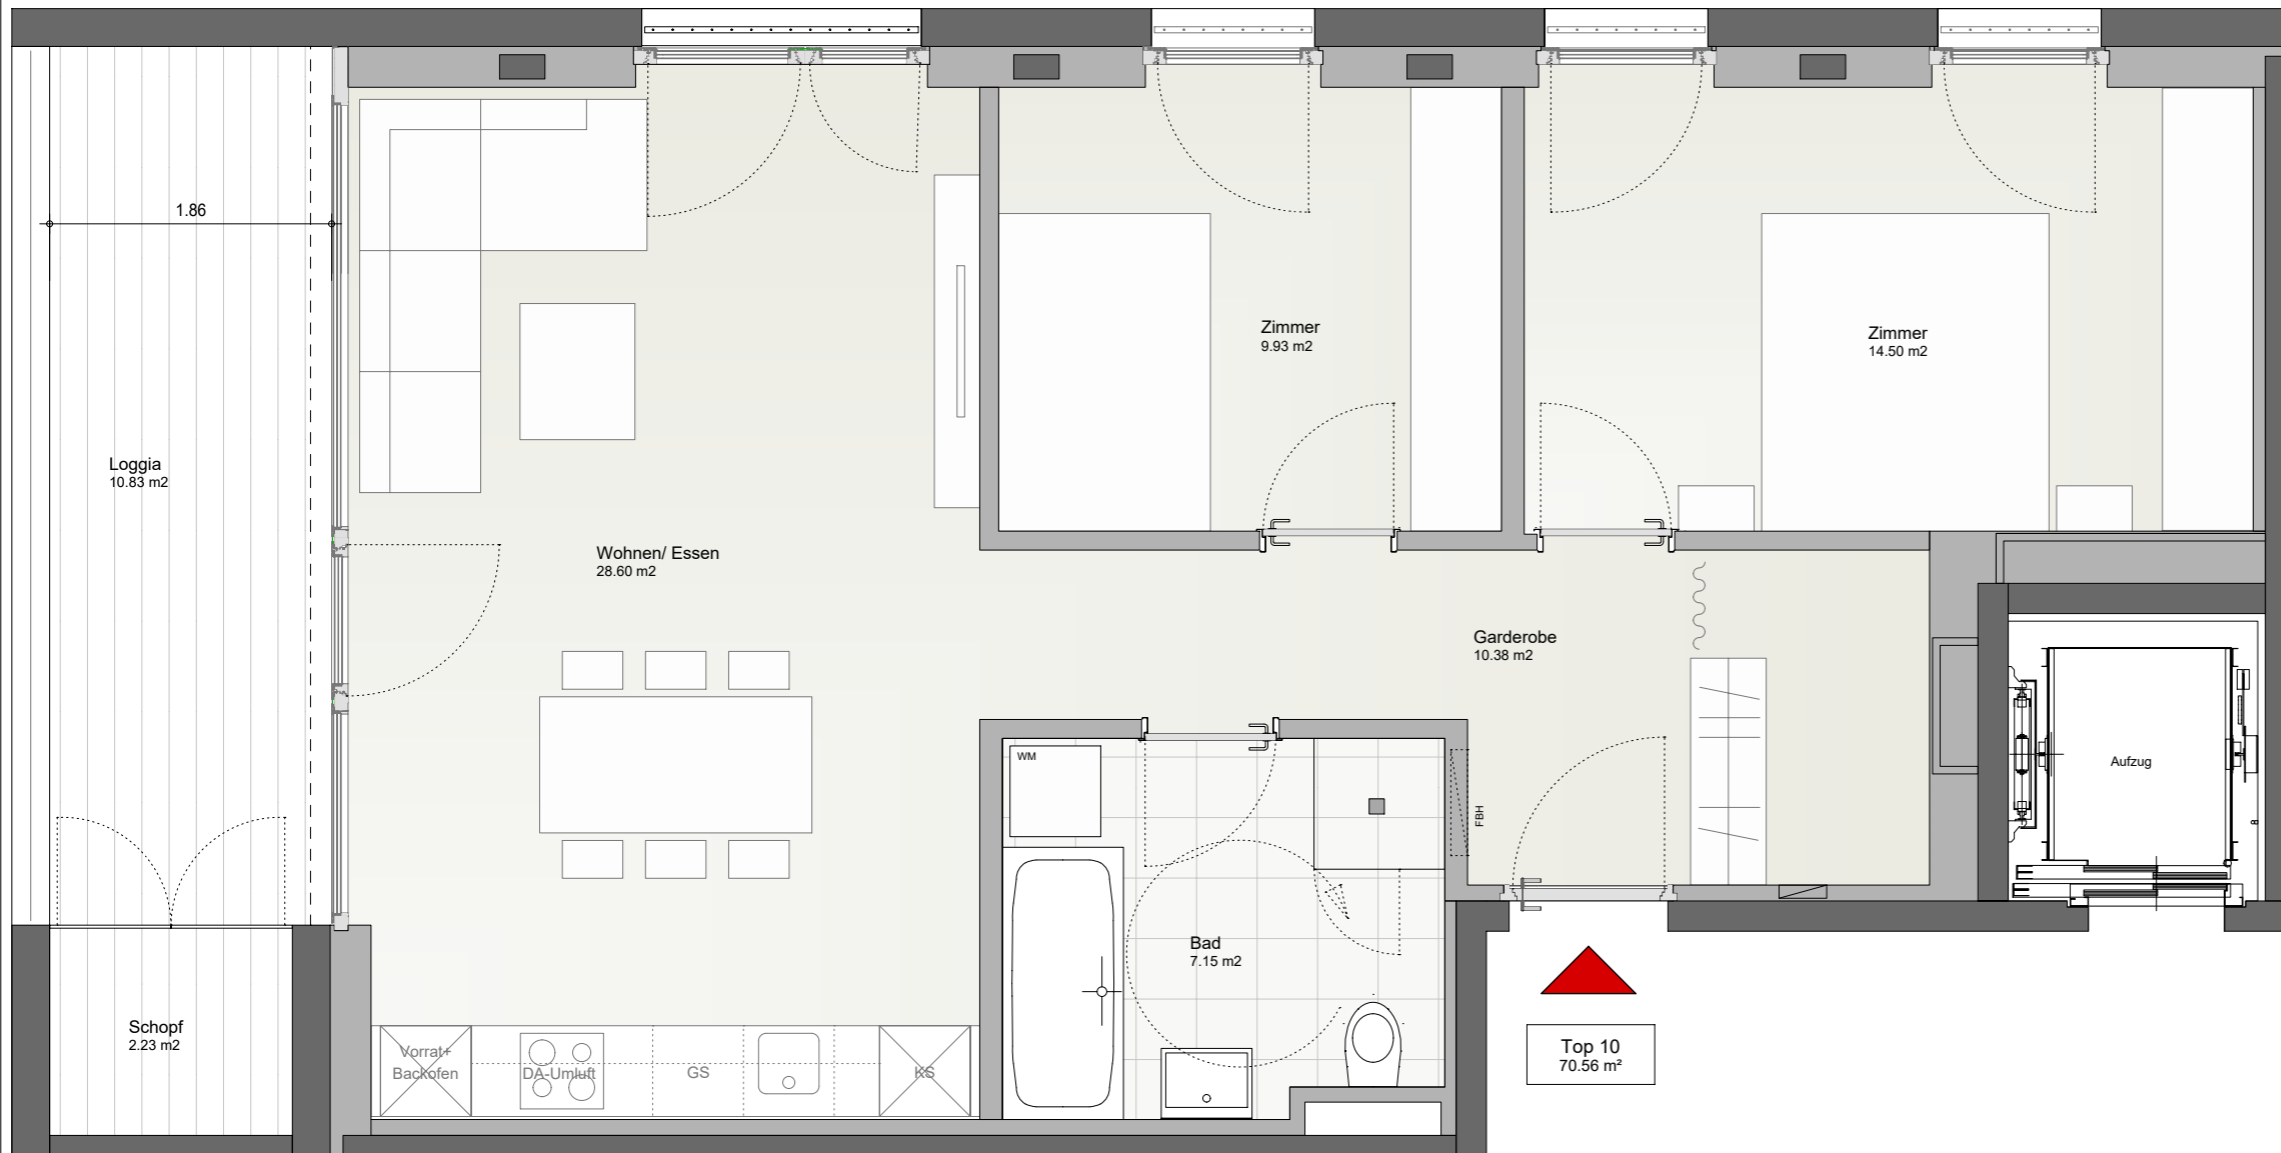 1.86
Zimmer
9.93 m2
Zimmer
14.50 m2
Loggia
10.83 m2
Wohnen/ Essen
28.60 m2
Garderobe
10.38 m2
WM
FBH
Aufzug
Bad
7.15 m2
Schopf
2.23 m2
Vorrat+
Backofen
DA-Umluft
GS
KS
Top 10
70.56 m²